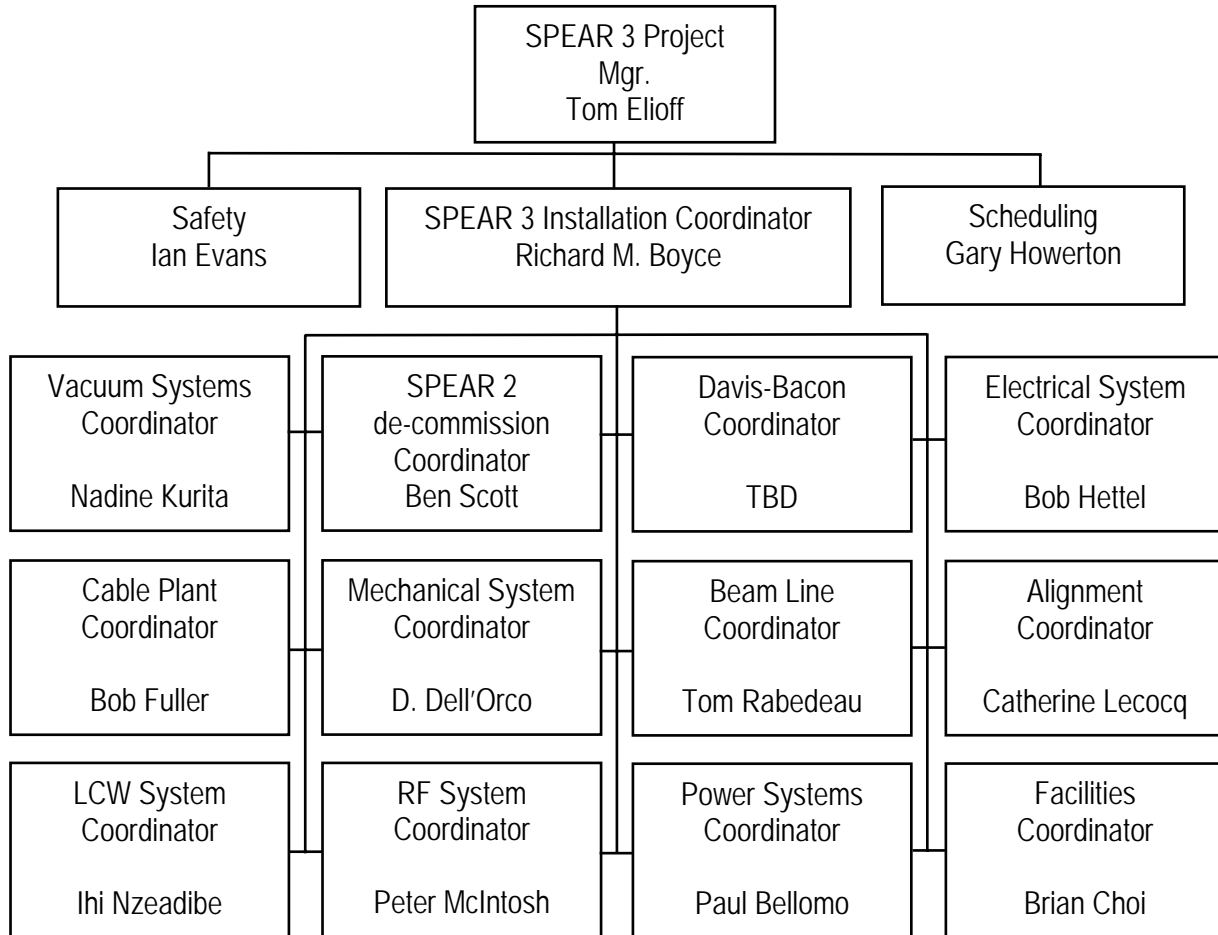 SPEAR 3 Project
Mgr.
Tom Elioff
Safety
Ian Evans
SPEAR 3 Installation Coordinator
Richard M. Boyce
Scheduling
Gary Howerton
Vacuum Systems
Coordinator
Nadine Kurita
SPEAR 2
de-commission
Coordinator
Ben Scott
Davis-Bacon
Coordinator
TBD
Electrical System
Coordinator
Bob Hettel
Cable Plant
Coordinator
Bob Fuller
Mechanical System
Coordinator
D. Dell'Orco
Beam Line
Coordinator
Tom Rabedeau
Alignment
Coordinator
Catherine Lecocq
LCW System
Coordinator
Ihi Nzeadibe
RF System
Coordinator
Peter McIntosh
Power Systems
Coordinator
Paul Bellomo
Facilities
Coordinator
Brian Choi